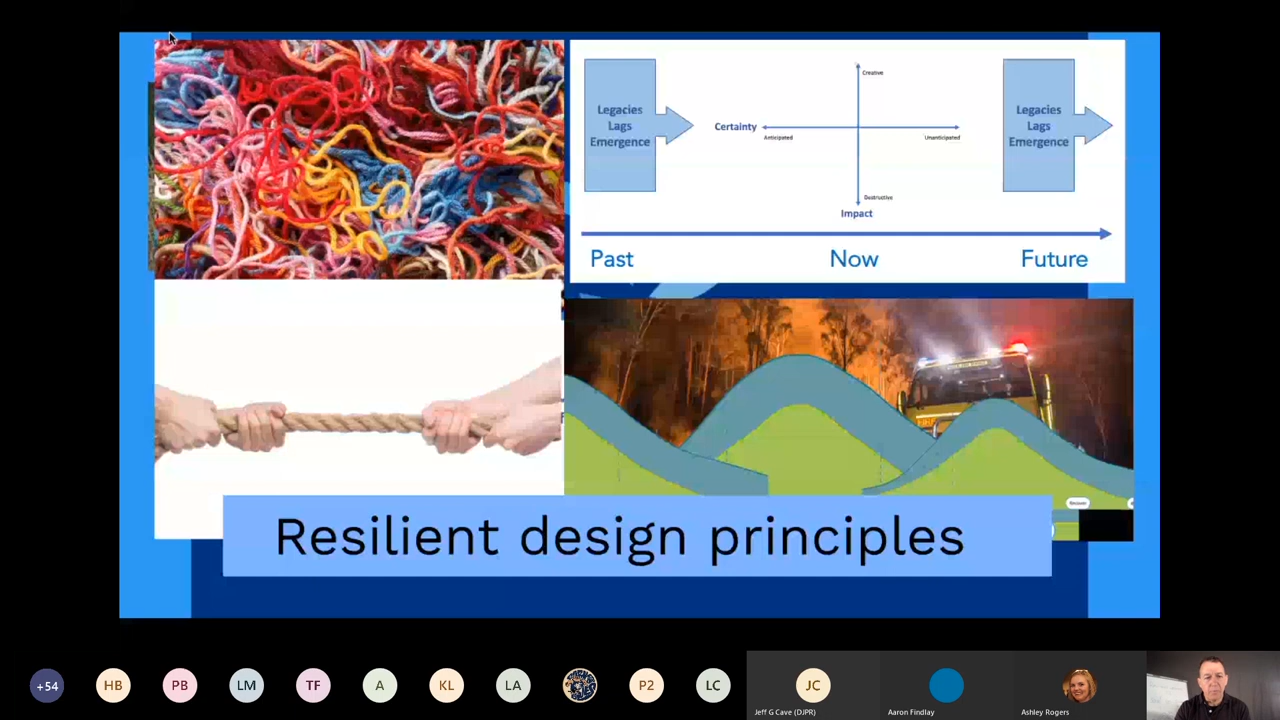 Legacies
Lags
Emergence
Creative
Certainty
Anticipated
Unanticipated
Destructive
Impact
Legacies
Lags
Emergence
Past
Now
Future
Resilient design principles
+54
HB
PB
LM
TF
A
KL
LA
P2
LC
JC
Jeff G Cave (DJPR)
Aaron Findlay
Ashley Rogers